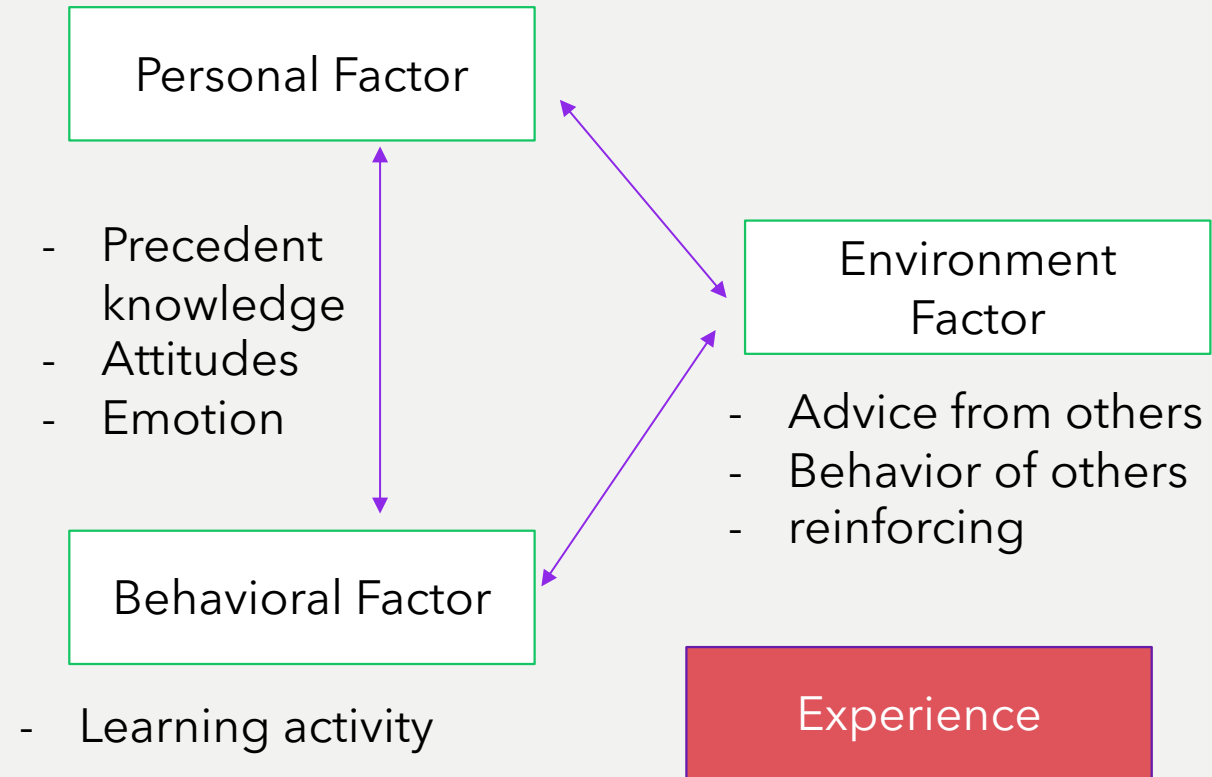 Personal Factor
- Precedent
knowledge
- Attitudes
- Emotion
Environment
Factor
- Advice from others
- Behavior of others
- reinforcing
Behavioral Factor
- Learning activity
Experience